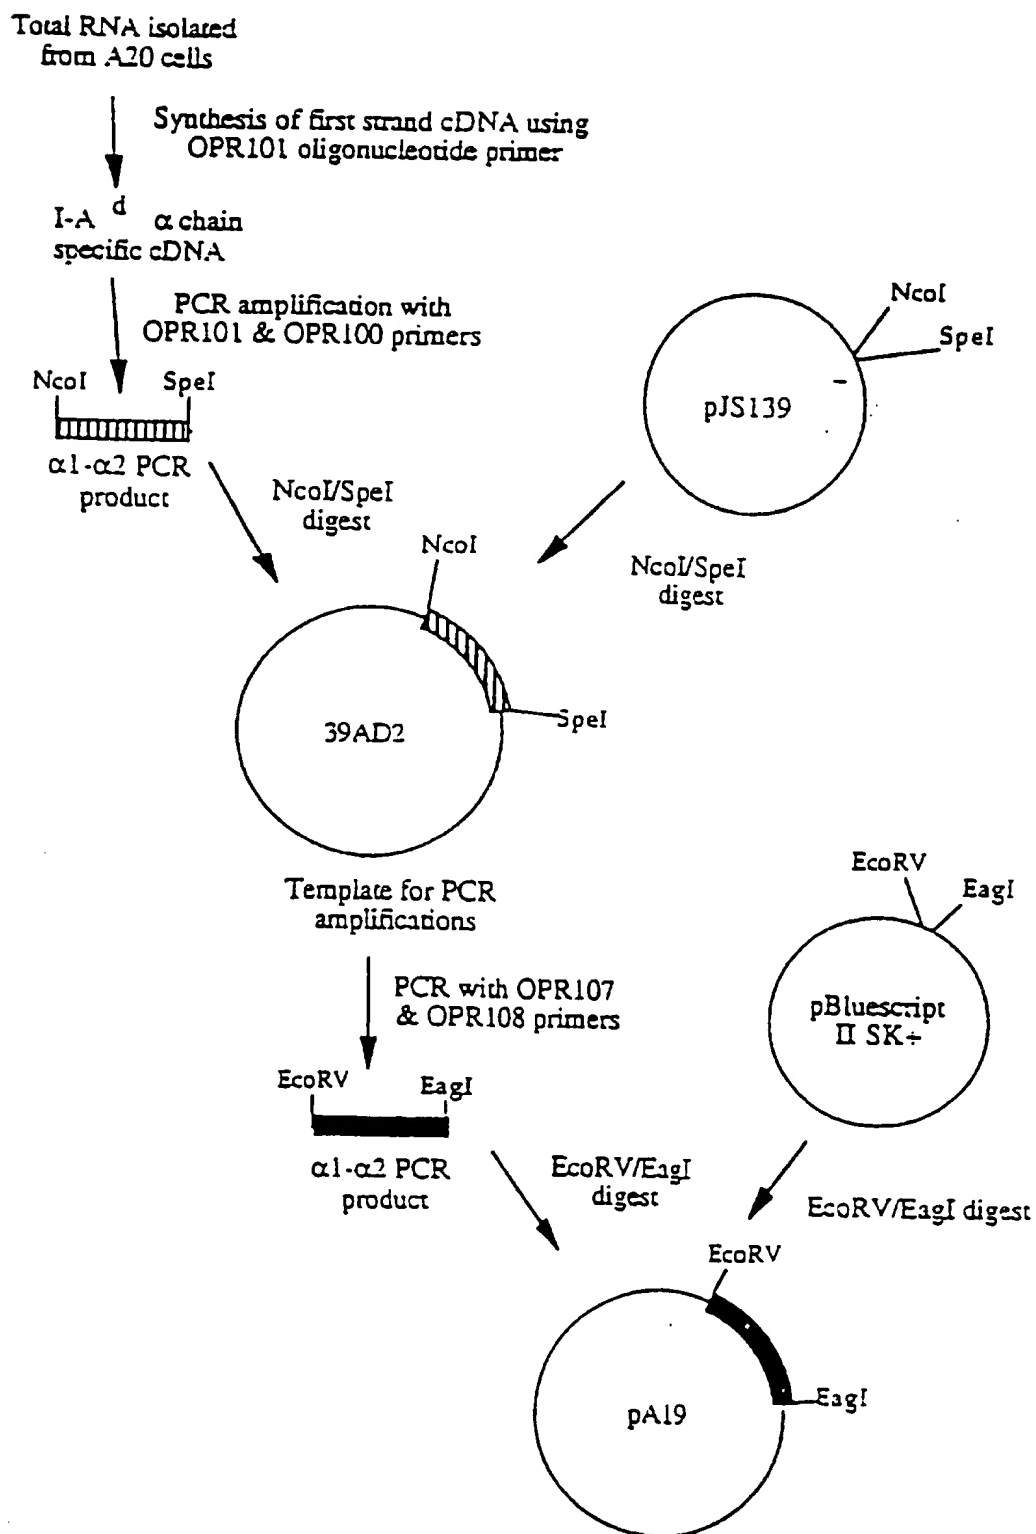 Total RNA isolated
from A20 cells
Synthesis of first strand cDNA using
OPR101 oligonucleotide primer
I-A d α chain
specific cDNA
PCR amplification with
OPR101 & OPR100 primers
NcoI
SpeI
NcoI SpeI
pJS139
α1-α2 PCR
product
NcoI/SpeI
digest
NcoI
NcoI/SpeI
digest
39AD2
SpeI
Template for PCR
amplifications
EcoRV
EagI
PCR with OPR107
& OPR108 primers
pBluescript
II SK+
EcoRV EagI
α1-α2 PCR
product
EcoRV/EagI
digest
EcoRV/EagI digest
EcoRV
EagI
pA19